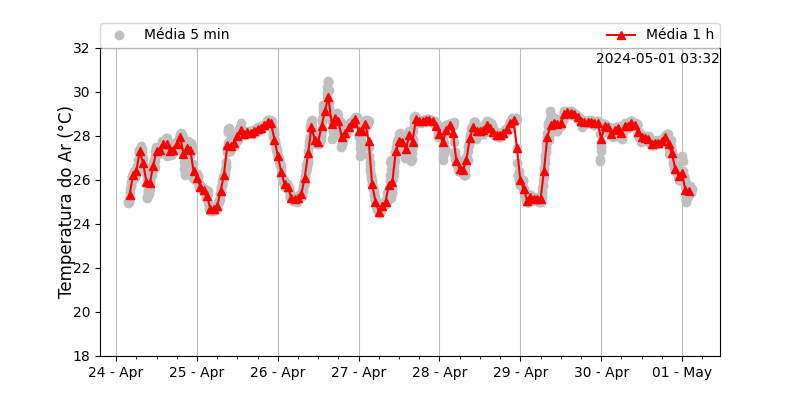 Média 5 min
Média 1 h
2024-05-01 03:32
Temperatura do Ar (°C)
32
30
28
26
24
22
20
18
24 - Apr
25 - Apr
26 - Apr
27 - Apr
28 - Apr
29 - Apr
30 - Apr
01 - May